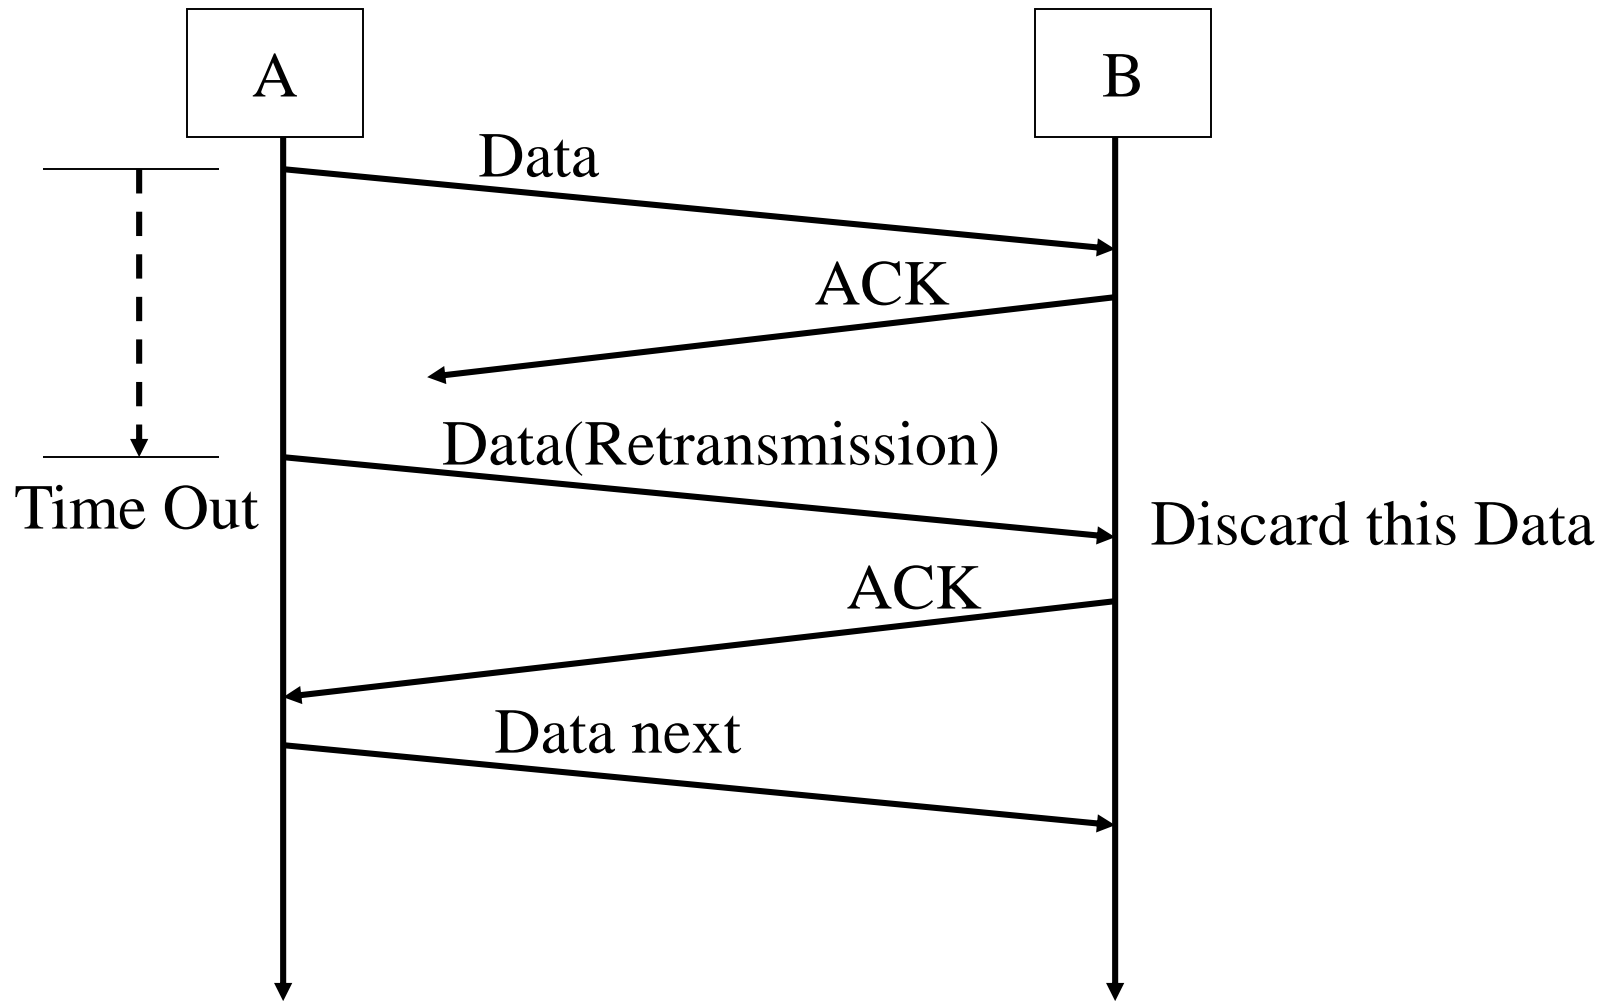 A
B
Data
ACK
Data(Retransmission)
Time Out
Discard this Data
ACK
Data next